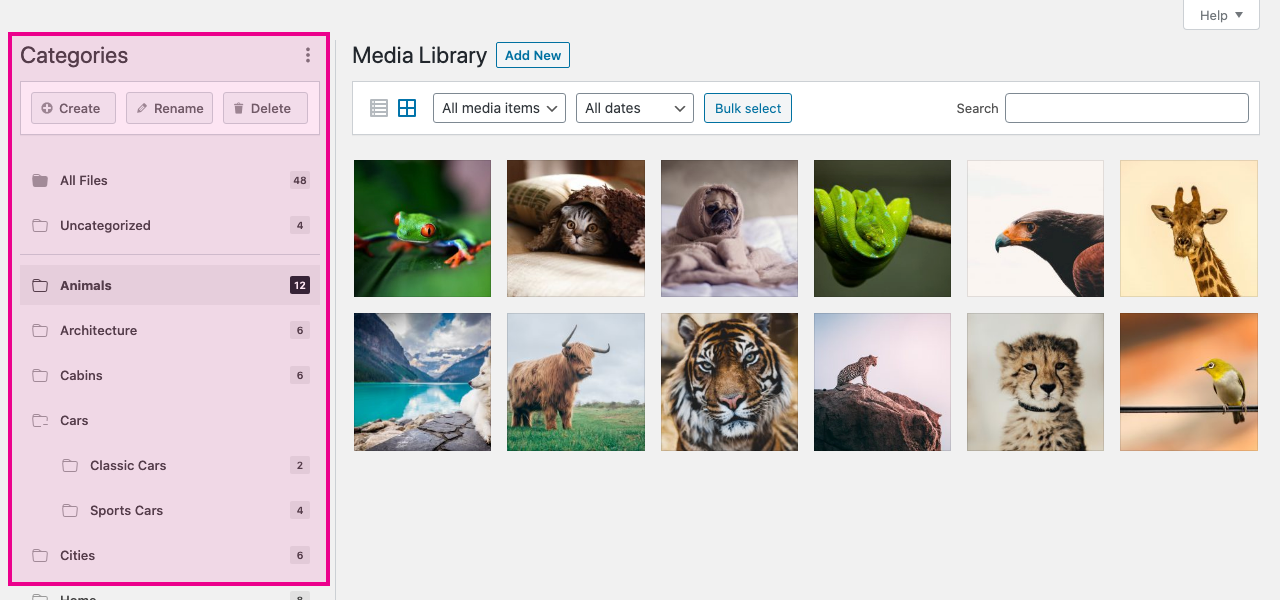 Help
Categories
Create
Rename
Delete
All Files 48
Uncategorized 4
Animals 12
Architecture 6
Cabins 6
Cars
Classic Cars 2
Sports Cars 4
Cities 6
Home 8
Media Library Add New
All media items All dates Bulk select Search